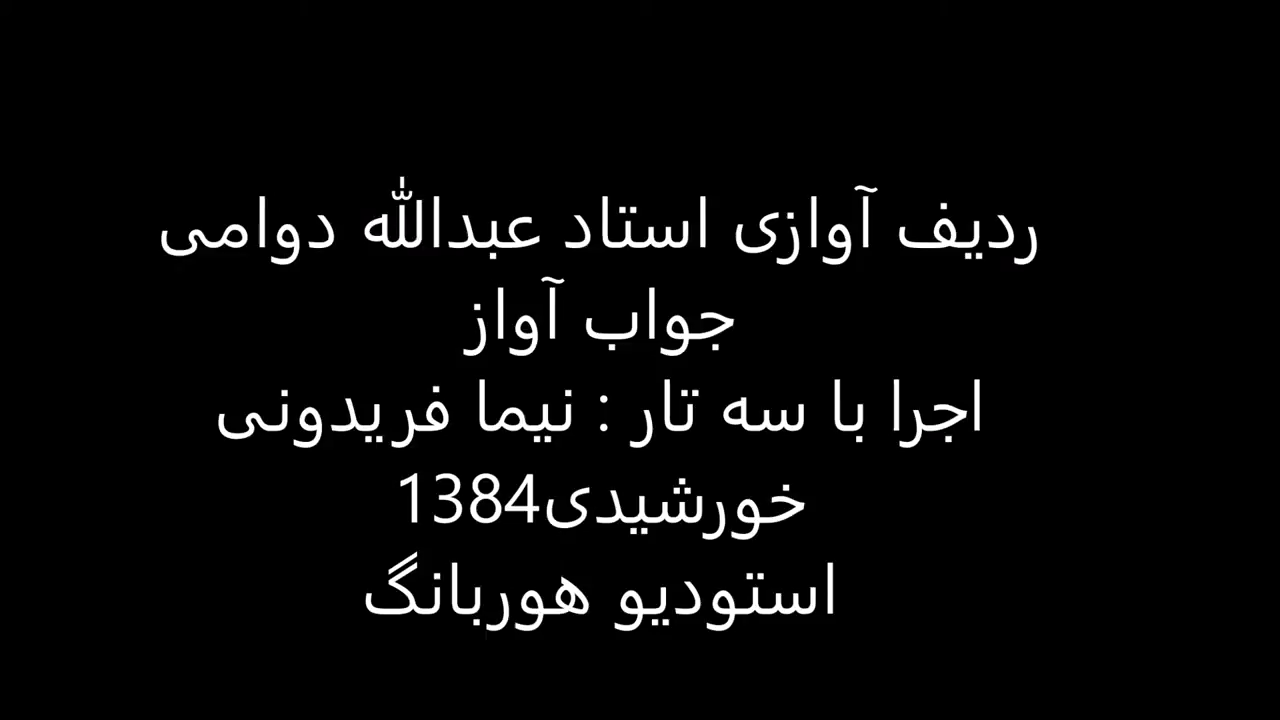 ردیف آوازی استاد عبدالله دوامی
جواب آواز
اجرا با سه تار : نیما فریدونی
خورشیدی1384
استودیو هوربانگ